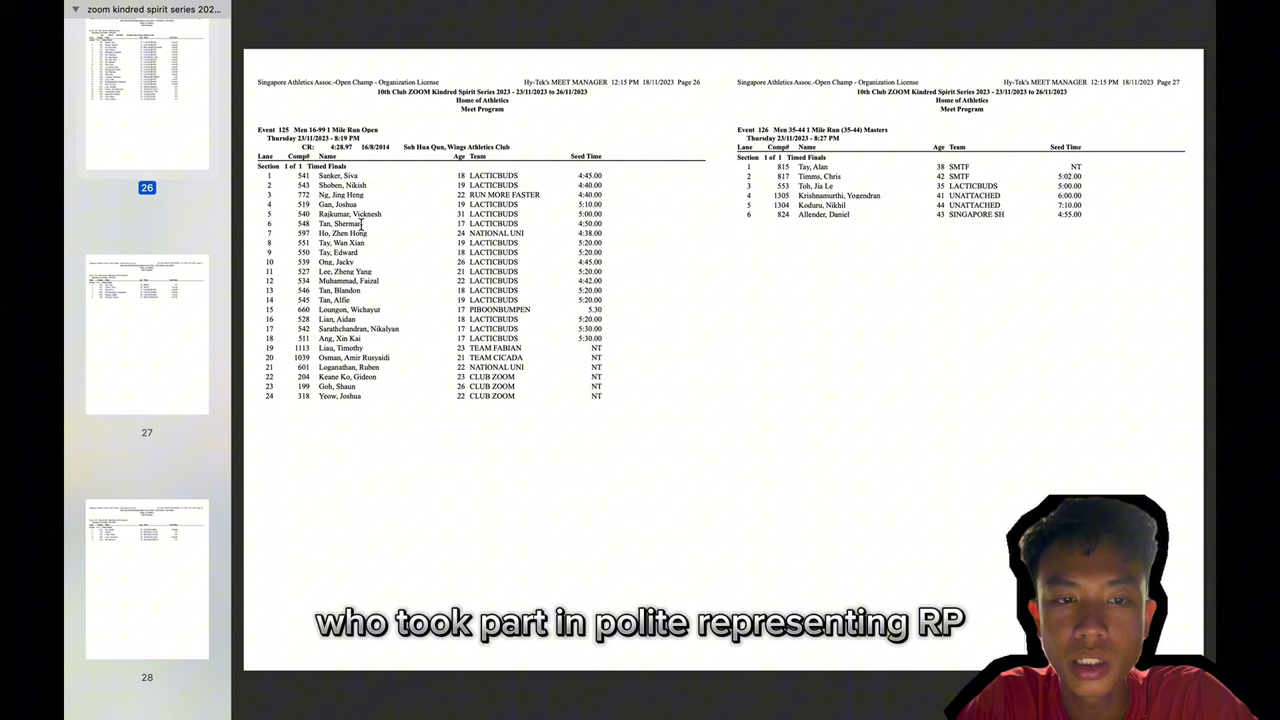 zoom kindred spirit series 202...
26
27
28
Singapore Athletics Assoc.-Open Champ - Organization License Hy-Tek's MEET MANAGER 12:15 PM 18/11/2023 Page 26
10th Club ZOOM Kindred Spirit Series 2023 - 23/11/2023 to 26/11/2023
Home of Athletics
Meet Program
Event 125 Men 16-99 1 Mile Run Open
Thursday 23/11/2023 - 8:19 PM
CR: 4:28.97 16/8/2014 Soh Hua Qun, Wings Athletics Club
Lane Comp# Name Age Team Seed Time
Section 1 of 1 Timed Finals
1 541 Sanker, Siva 18 LACTICBUDS 4:45.00
2 543 Shoben, Nikish 19 LACTICBUDS 4:40.00
3 772 Ng, Jing Heng 22 RUN MORE FASTER 4:40.00
4 519 Gan, Joshua 19 LACTICBUDS 5:10.00
5 540 Rajkumar, Vicknesh 31 LACTICBUDS 5:00.00
6 548 Tan, Sherman 17 LACTICBUDS 4:50.00
7 597 Ho, Zhen Hong 24 NATIONAL UNI 4:38.00
8 551 Tay, Wan Xian 19 LACTICBUDS 5:20.00
9 550 Tay, Edward 18 LACTICBUDS 5:20.00
10 539 Ong, Jacky 26 LACTICBUDS 4:45.00
11 527 Lee, Zheng Yang 21 LACTICBUDS 5:20.00
12 534 Muhammad, Faizal 22 LACTICBUDS 4:42.00
13 546 Tan, Blandon 18 LACTICBUDS 5:20.00
14 545 Tan, Alfie 19 LACTICBUDS 5:20.00
15 660 Loungon, Wichayut 17 PIBOONBUMPEN 5.30
16 528 Lian, Aidan 18 LACTICBUDS 5:20.00
17 542 Sarathchandran, Nikalyan 17 LACTICBUDS 5:30.00
18 511 Ang, Xin Kai 17 LACTICBUDS 5:30.00
19 1113 Liau, Timothy 23 TEAM FABIAN NT
20 1039 Osman, Amir Rusyaidi 21 TEAM CICADA NT
21 601 Loganathan, Ruben 22 NATIONAL UNI NT
22 204 Keane Ko, Gideon 23 CLUB ZOOM NT
23 199 Goh, Shaun 26 CLUB ZOOM NT
24 318 Yeow, Joshua 22 CLUB ZOOM NT
Singapore Athletics Assoc.-Open Champ - Organization License Hy-Tek's MEET MANAGER 12:15 PM 18/11/2023 Page 27
10th Club ZOOM Kindred Spirit Series 2023 - 23/11/2023 to 26/11/2023
Home of Athletics
Meet Program
Event 126 Men 35-44 1 Mile Run (35-44) Masters
Thursday 23/11/2023 - 8:27 PM
Lane Comp# Name Age Team Seed Time
Section 1 of 1 Timed Finals
1 815 Tay, Alan 38 SMTF NT
2 817 Timms, Chris 42 SMTF 5:02.00
3 553 Toh, Jia Le 35 LACTICBUDS 5:00.00
4 1305 Krishnamurthi, Yogendran 41 UNATTACHED 6:00.00
5 1304 Koduru, Nikhil 44 UNATTACHED 7:10.00
6 824 Allender, Daniel 43 SINGAPORE SH 4:55.00
who took part in polite representing RP